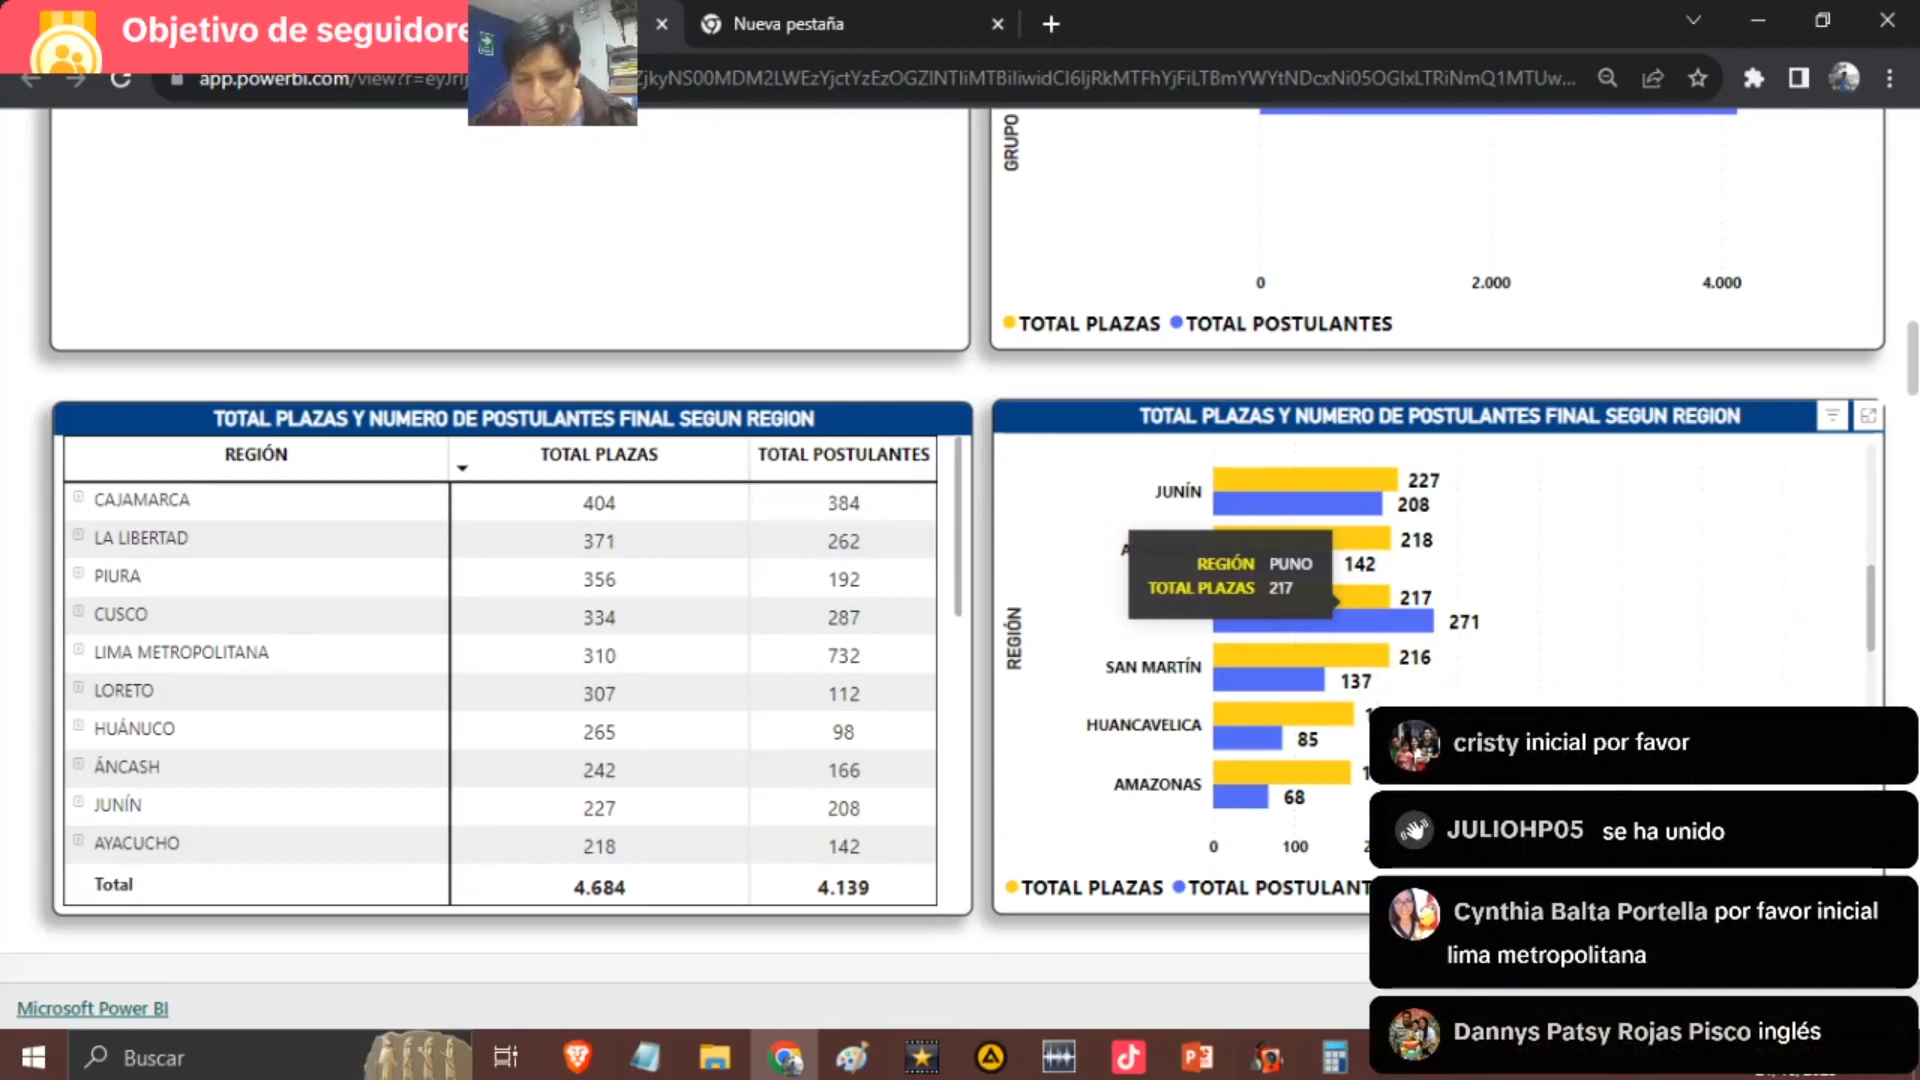 Objetivo de seguidore
Nueva pestaña
app.powerbi.com/view?r=eyJrIj
ZjkyNS00MDM2LWEzYjctYzEzOGZlNTliMTBiIiwidCI6IjRkMTFhYjFiLTBmYWYtNDcxNi05OGIxLTRiNmQ1MTUw...
GRUPO
0 2.000 4.000
TOTAL PLAZAS TOTAL POSTULANTES
TOTAL PLAZAS Y NUMERO DE POSTULANTES FINAL SEGUN REGION
REGIÓN TOTAL PLAZAS TOTAL POSTULANTES
CAJAMARCA 404 384
LA LIBERTAD 371 262
PIURA 356 192
CUSCO 334 287
LIMA METROPOLITANA 310 732
LORETO 307 112
HUÁNUCO 265 98
ÁNCASH 242 166
JUNÍN 227 208
AYACUCHO 218 142
Total 4.684 4.139
TOTAL PLAZAS Y NUMERO DE POSTULANTES FINAL SEGUN REGION
REGIÓN
JUNÍN 227
208
A 218
142
217
271
REGIÓN PUNO
TOTAL PLAZAS 217
SAN MARTÍN 216
137
HUANCAVELICA 1
85
AMAZONAS 1
68
0 100 2
TOTAL PLAZAS TOTAL POSTULANT
cristy inicial por favor
JULIOHP05 se ha unido
Cynthia Balta Portella por favor inicial
lima metropolitana
Dannys Patsy Rojas Pisco inglés
Microsoft Power BI
Buscar